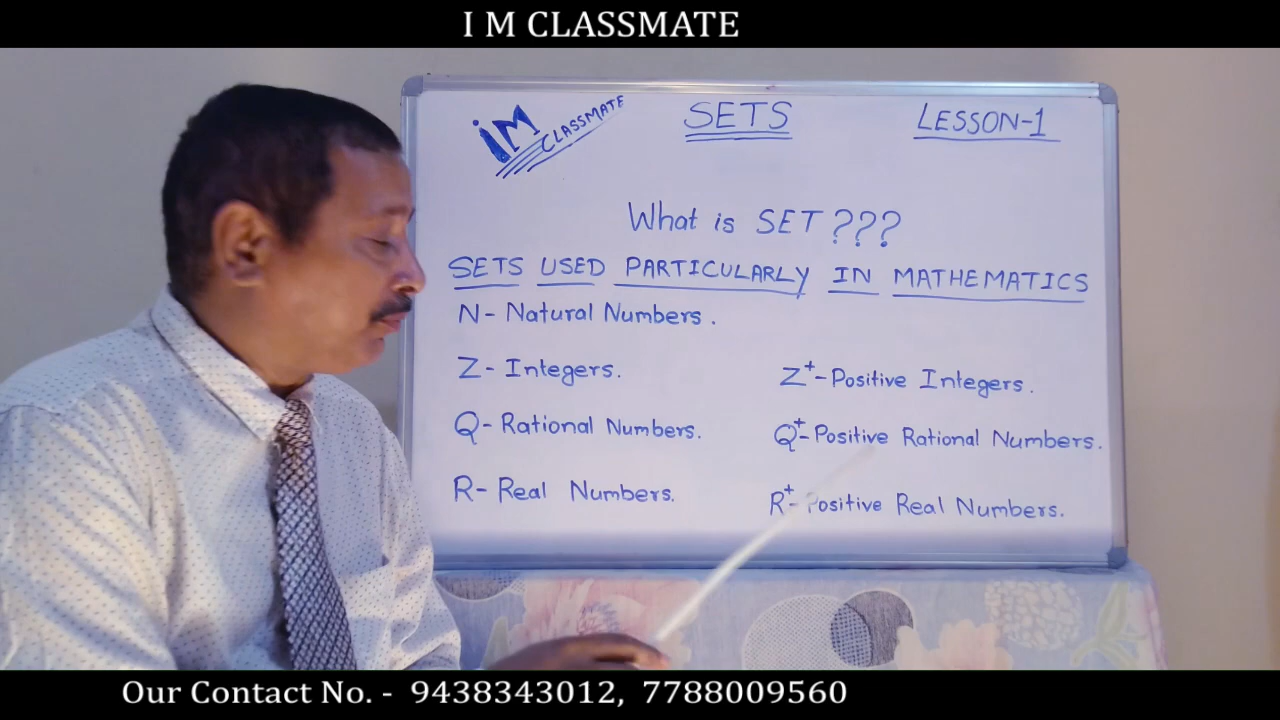 I M CLASSMATE
IM CLASSMATE
SETS
LESSON-1
What is SET ???
SETS USED PARTICULARLY IN MATHEMATICS
N- Natural Numbers.
Z- Integers.
Z+-Positive Integers.
Q- Rational Numbers.
Q+-Positive Rational Numbers.
R- Real Numbers.
R+- Positive Real Numbers.
Our Contact No. - 9438343012, 7788009560